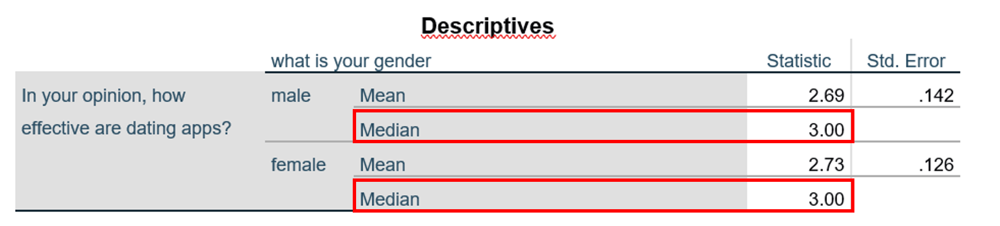 Descriptives
what is your gender Statistic Std. Error
In your opinion, how male Mean 2.69 .142
effective are dating apps? Median 3.00
female Mean 2.73 .126
Median 3.00